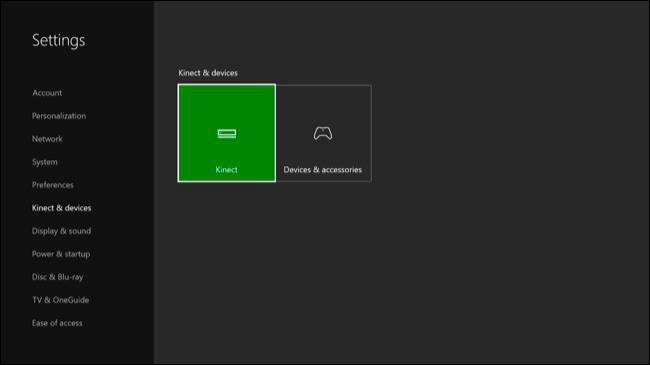 Settings
Account
Personalization
Network
System
Preferences
Kinect & devices
Display & sound
Power & startup
Disc & Blu-ray
TV & OneGuide
Ease of access
Kinect & devices
Kinect
Devices & accessories